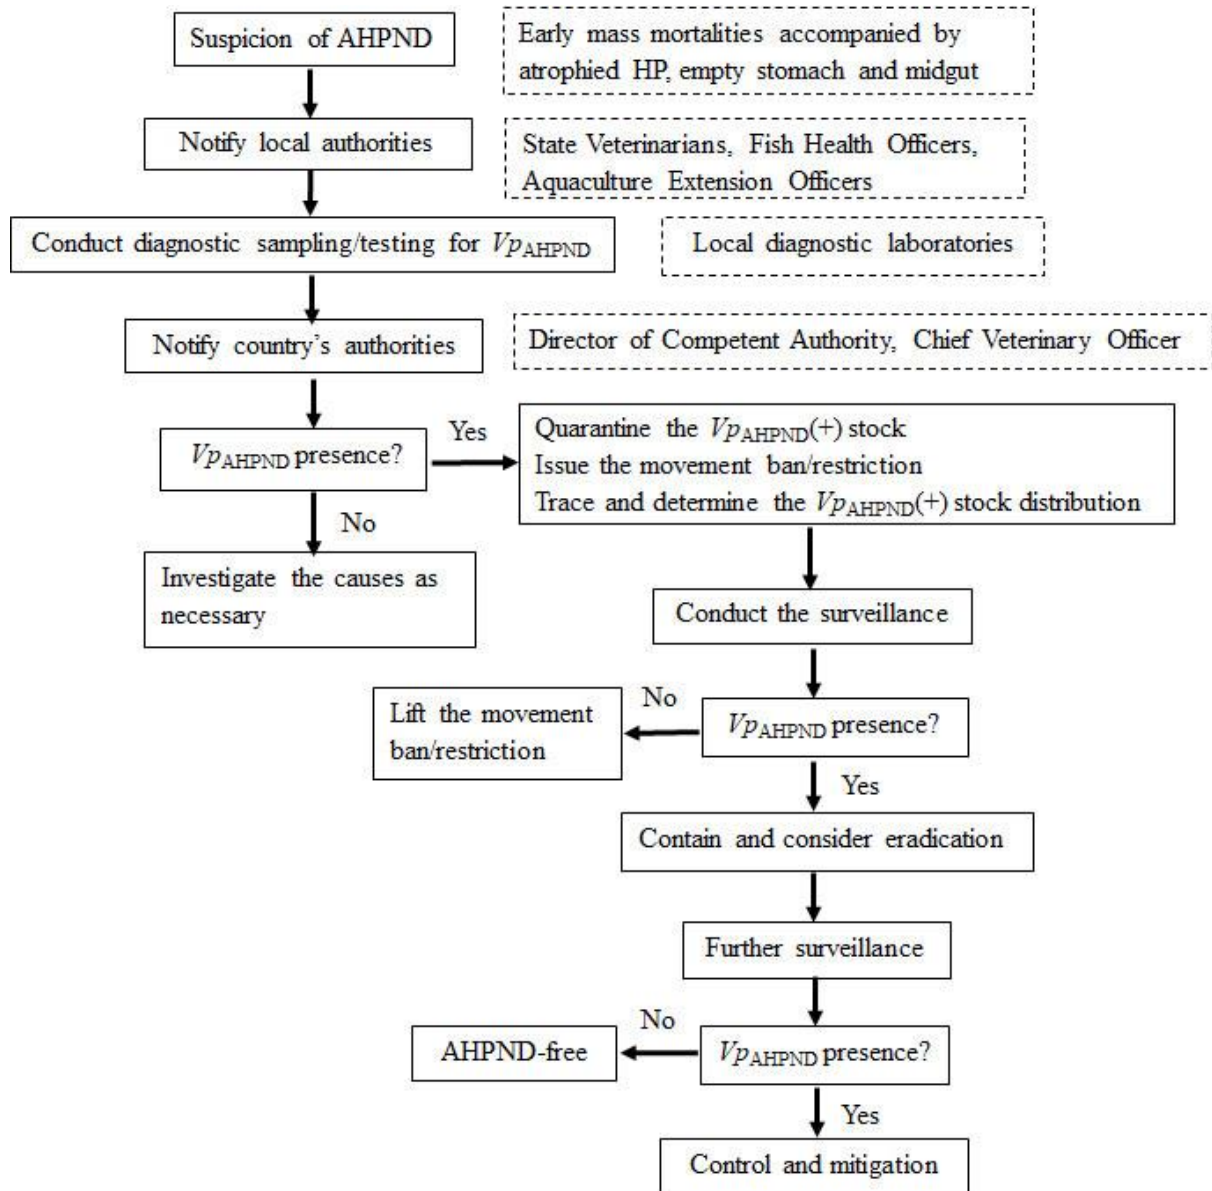 Suspicion of AHPND
Early mass mortalities accompanied by
atrophied HP, empty stomach and midgut
Notify local authorities
State Veterinarians, Fish Health Officers,
Aquaculture Extension Officers
Conduct diagnostic sampling/testing for VpAHPND
Local diagnostic laboratories
Notify country's authorities
Director of Competent Authority, Chief Veterinary Officer
VpAHPND presence?
Yes
Quarantine the VpAHPND(+) stock
Issue the movement ban/restriction
Trace and determine the VpAHPND(+) stock distribution
No
Investigate the causes as
necessary
Conduct the surveillance
VpAHPND presence?
No
Lift the movement
ban/restriction
Yes
Contain and consider eradication
Further surveillance
VpAHPND presence?
No
AHPND-free
Yes
Control and mitigation